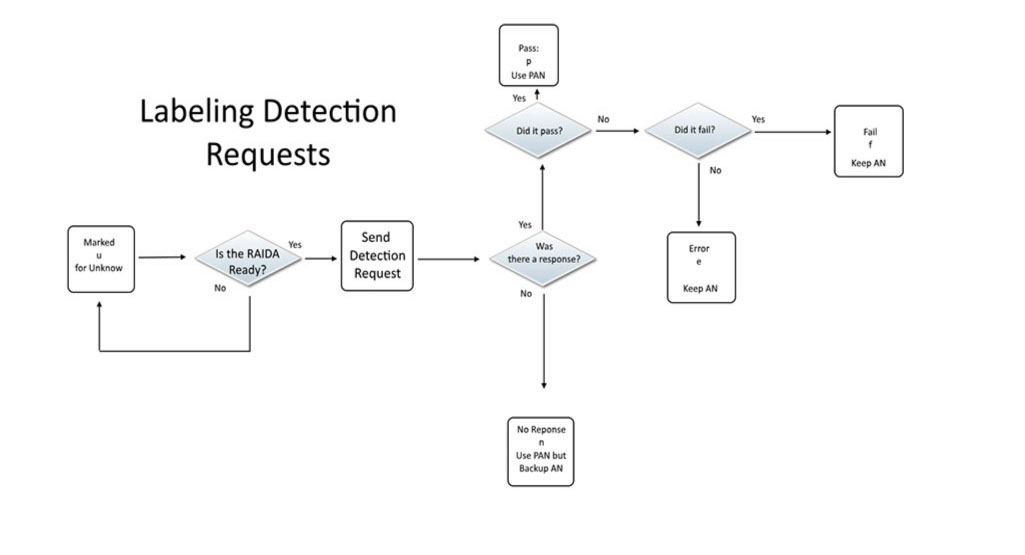 Labeling Detection
Requests
Marked
u
for Unknow
Is the RAIDA
Ready?
Yes
No
Send
Detection
Request
Was
there a response?
Yes
No
Did it pass?
Yes
Pass:
p
Use PAN
No
Did it fail?
Yes
Fail
f
Keep AN
No
Error
e
Keep AN
No Reponse
n
Use PAN but
Backup AN